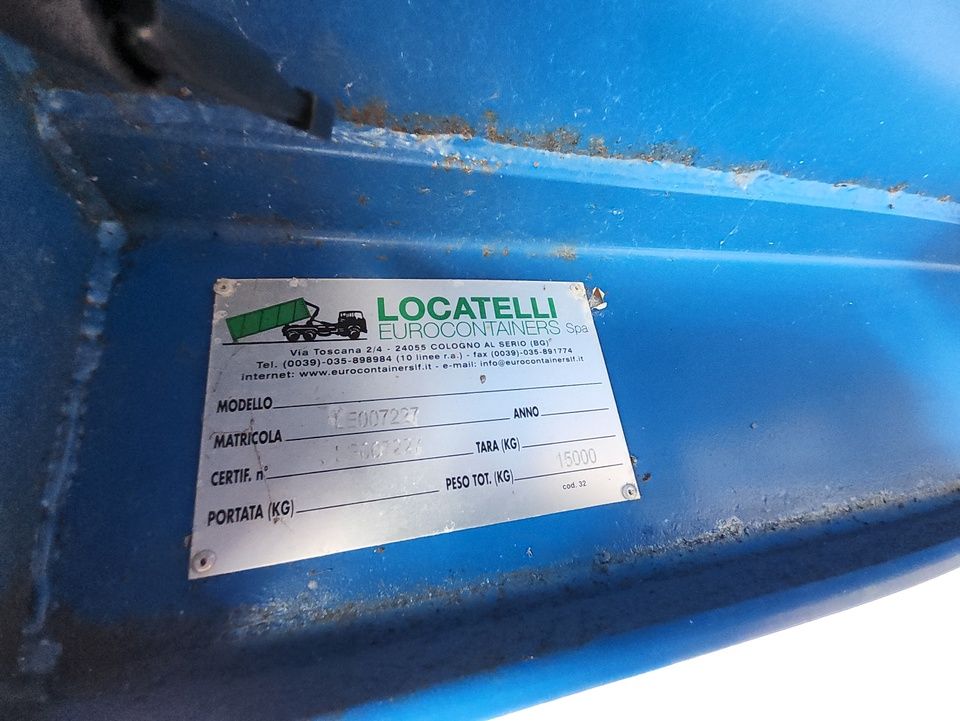 LOCATELLI
EUROCONTAINERS Spa
Via Toscana 2/4 - 24055 COLOGNO AL SERIO (BG)
Tel. (0039)-035-898984 (10 linee r.a.) - fax (0039)-035-891774
internet: www.eurocontainerslf.it - e-mail: info@eurocontainerslf.it
MODELLO
MATRICOLA LE007227 ANNO
CERTIF. n° TARA (KG)
PORTATA (KG) PESO TOT. (KG) 15000
cod. 32